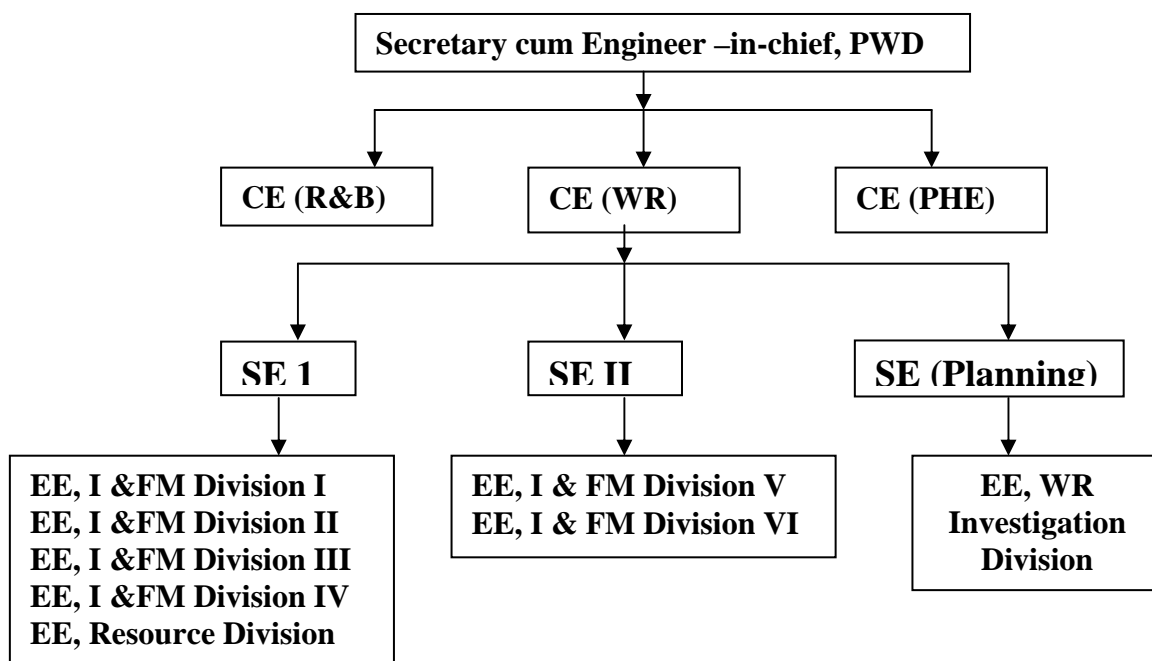 Secretary cum Engineer –in-chief, PWD
CE (R&B)
CE (WR)
CE (PHE)
SE 1
SE II
SE (Planning)
EE, I &FM Division I
EE, I &FM Division II
EE, I &FM Division III
EE, I &FM Division IV
EE, Resource Division
EE, I & FM Division V
EE, I & FM Division VI
EE, WR
Investigation
Division